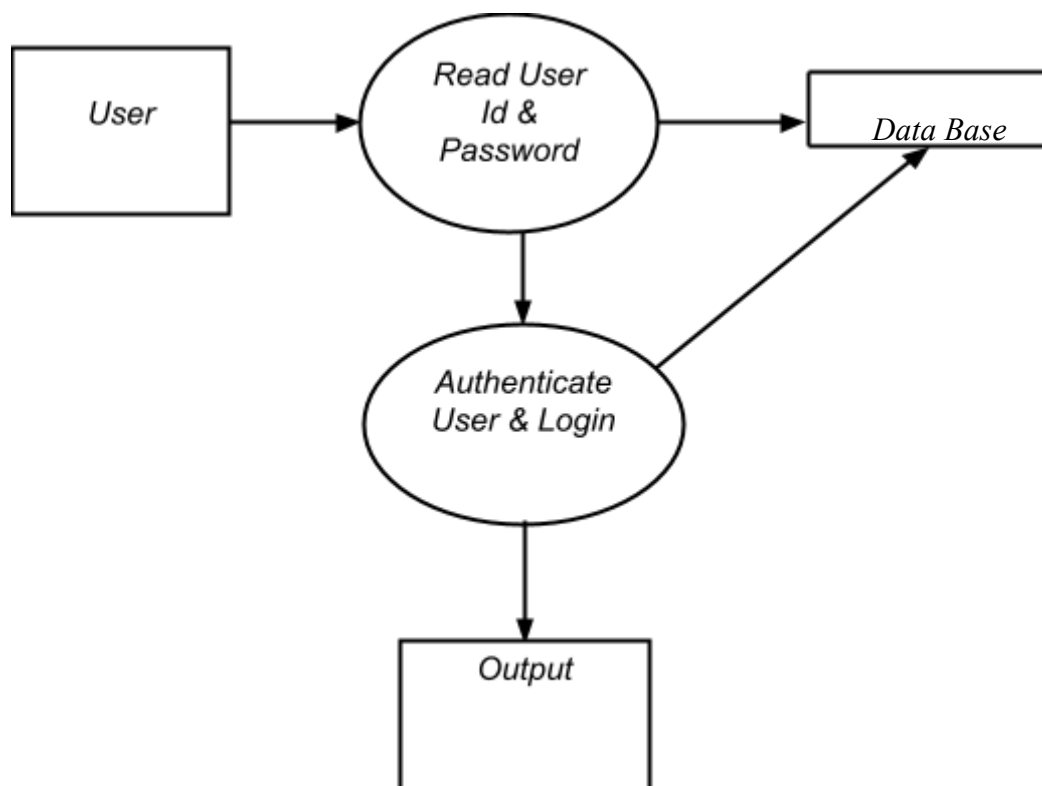 User
Read User
Id &
Password
Data Base
Authenticate
User & Login
Output